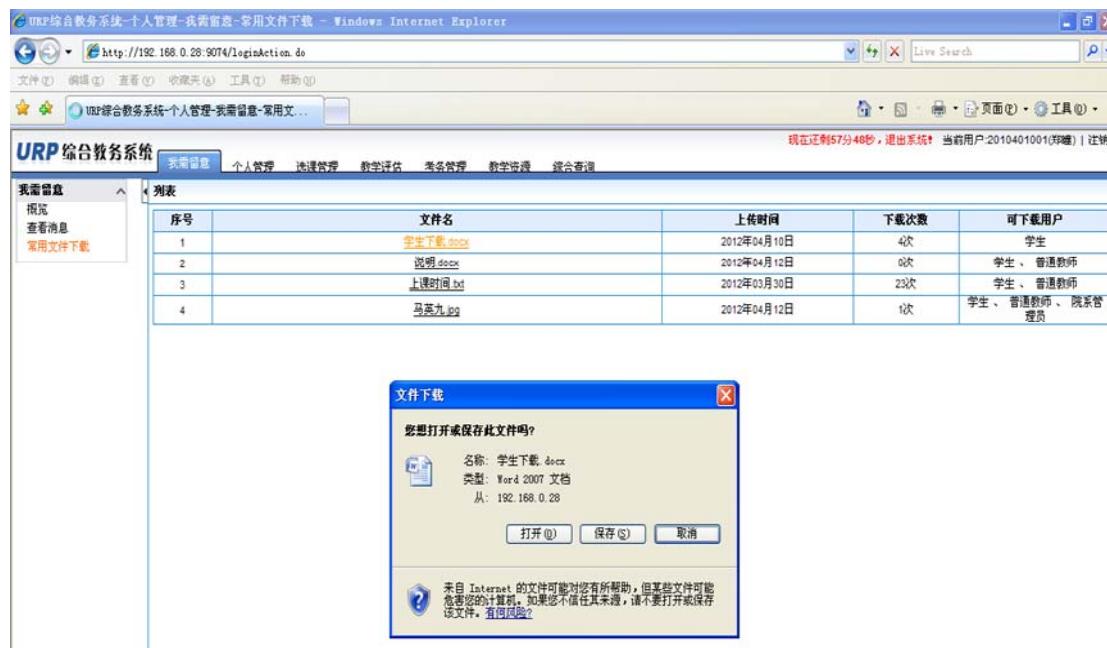 URP综合教务系统-个人管理-我需留意-常用文件下载 - Windows Internet Explorer
http://192.168.0.28:9074/loginAction.do
Live Search
文件(F) 编辑(E) 查看(V) 收藏夹(A) 工具(T) 帮助(H)
URP综合教务系统-个人管理-我需留意-常用文...
页面(P) 工具(O)
现在还剩57分48秒，退出系统! 当前用户:2010401001(郑曈) | 注销
URP 综合教务系统
我需留意 个人管理 选课管理 教学评估 考务管理 教学资源 综合查询
我需留意
概览
查看消息
常用文件下载
列表
序号 文件名 上传时间 下载次数 可下载用户
1 学生下载.docx 2012年04月10日 4次 学生
2 说明.docx 2012年04月12日 0次 学生 、 普通教师
3 上课时间.txt 2012年03月30日 23次 学生 、 普通教师
4 马英九.jpg 2012年04月12日 1次 学生 、 普通教师 、 院系管
理员
文件下载
您想打开或保存此文件吗?
名称: 学生下载.docx
类型: Word 2007 文档
从: 192.168.0.28
打开(O) 保存(S) 取消
来自 Internet 的文件可能对您有所帮助，但某些文件可能
危害您的计算机。如果您不信任其来源，请不要打开或保存
该文件。有何风险?